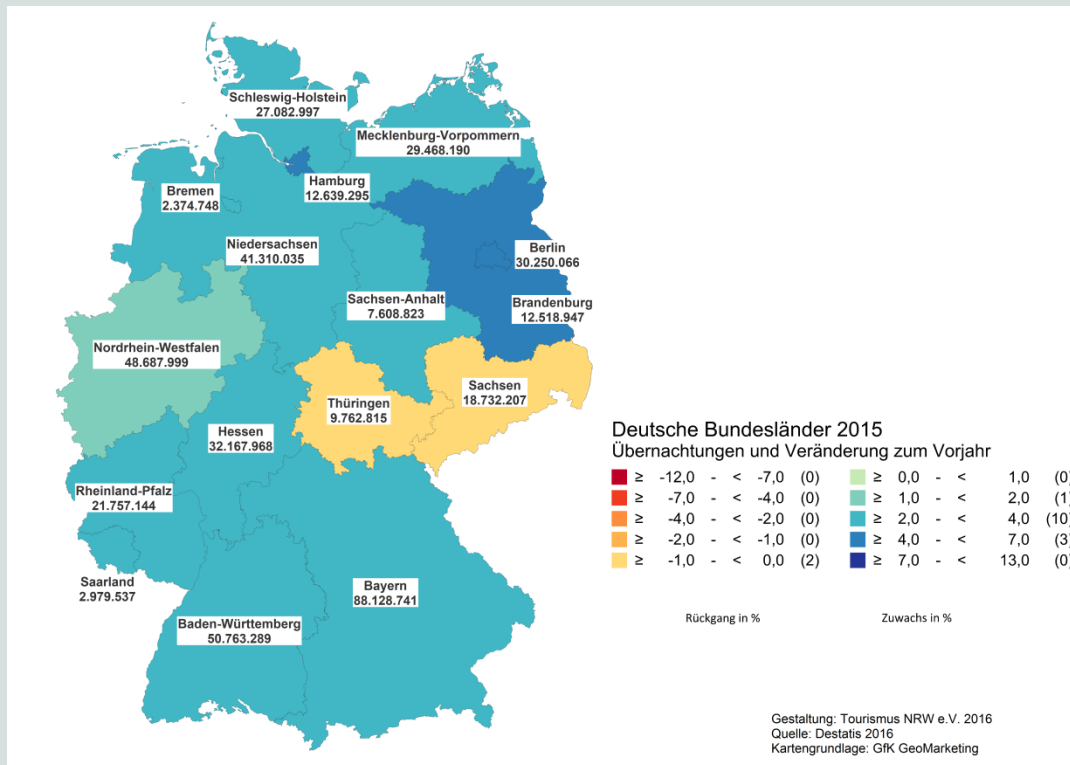 Schleswig-Holstein
27.082.997
Mecklenburg-Vorpommern
29.468.190
Hamburg
12.639.295
Bremen
2.374.748
Niedersachsen
41.310.035
Berlin
30.250.066
Sachsen-Anhalt
7.608.823
Brandenburg
12.518.947
Nordrhein-Westfalen
48.687.999
Sachsen
18.732.207
Thüringen
9.762.815
Hessen
32.167.968
Rheinland-Pfalz
21.757.144
Saarland
2.979.537
Bayern
88.128.741
Baden-Württemberg
50.763.289
Deutsche Bundesländer 2015
Übernachtungen und Veränderung zum Vorjahr
≥ -12,0 - < -7,0 (0)
≥ -7,0 - < -4,0 (0)
≥ -4,0 - < -2,0 (0)
≥ -2,0 - < -1,0 (0)
≥ -1,0 - < 0,0 (2)
≥ 0,0 - < 1,0 (0)
≥ 1,0 - < 2,0 (1)
≥ 2,0 - < 4,0 (10)
≥ 4,0 - < 7,0 (3)
≥ 7,0 - < 13,0 (0)
Rückgang in %
Zuwachs in %
Gestaltung: Tourismus NRW e.V. 2016
Quelle: Destatis 2016
Kartengrundlage: GfK GeoMarketing